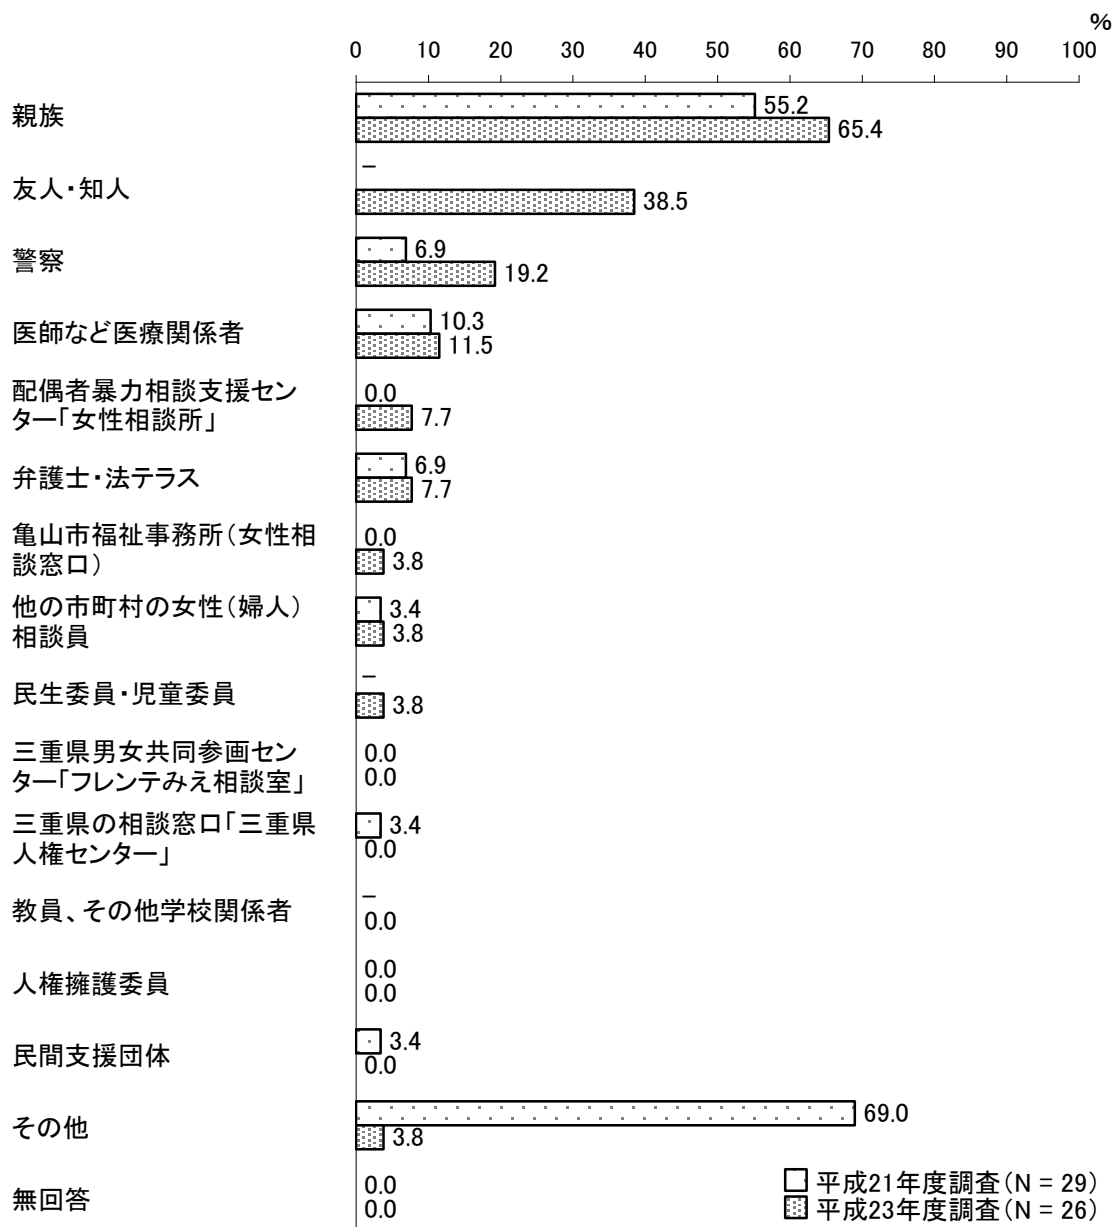 %
0 10 20 30 40 50 60 70 80 90 100
親族
55.2
65.4
友人・知人
–
38.5
警察
6.9
19.2
医師など医療関係者
10.3
11.5
配偶者暴力相談支援セン
ター「女性相談所」
0.0
7.7
弁護士・法テラス
6.9
7.7
亀山市福祉事務所（女性相
談窓口）
0.0
3.8
他の市町村の女性（婦人）
相談員
3.4
3.8
民生委員・児童委員
–
3.8
三重県男女共同参画セン
ター「フレンテみえ相談室」
0.0
0.0
三重県の相談窓口「三重県
人権センター」
3.4
0.0
教員、その他学校関係者
–
0.0
人権擁護委員
0.0
0.0
民間支援団体
3.4
0.0
その他
69.0
3.8
無回答
0.0
0.0
平成21年度調査（N = 29）
平成23年度調査（N = 26）